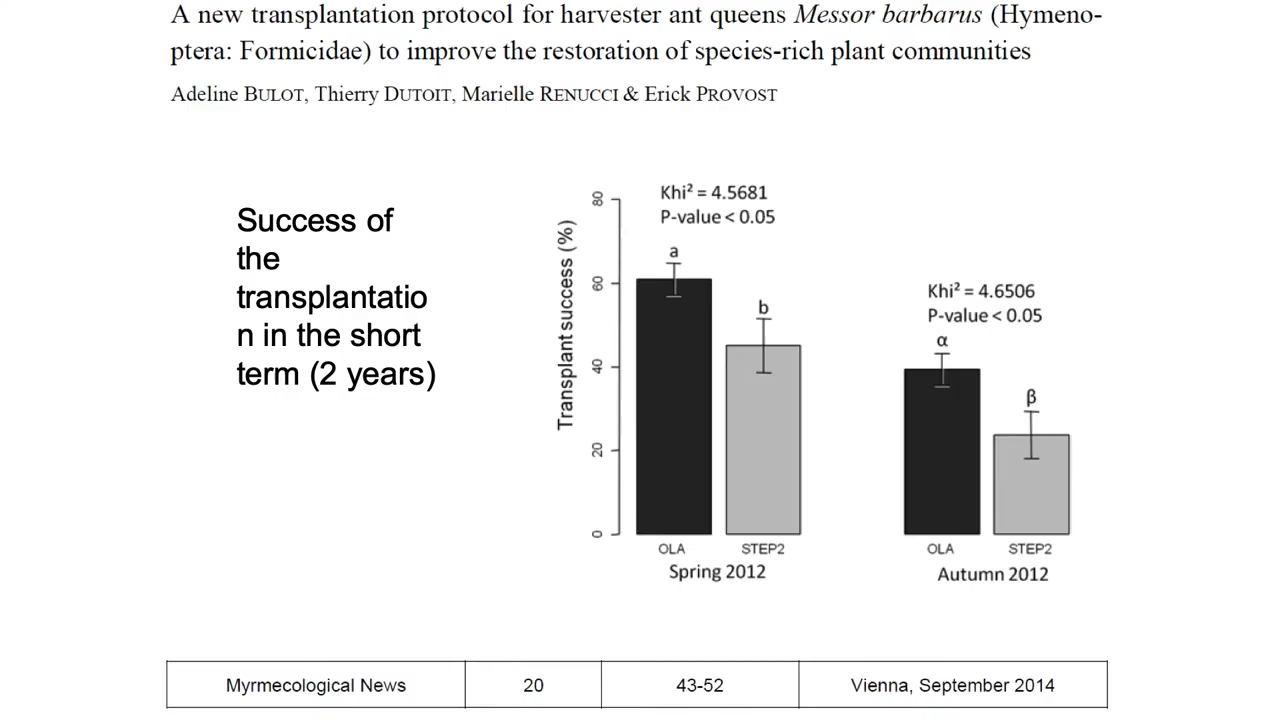 A new transplantation protocol for harvester ant queens Messor barbarus (Hymeno-
ptera: Formicidae) to improve the restoration of species-rich plant communities
Adeline BULOT, Thierry DUTOIT, Marielle RENUCCI & Erick PROVOST
Success of
the
transplantatio
n in the short
term (2 years)
Transplant success (%)
80
60
40
20
0
Khi² = 4.5681
P-value < 0.05
a
b
Khi² = 4.6506
P-value < 0.05
α
β
OLA STEP2 OLA STEP2
Spring 2012 Autumn 2012
Myrmecological News 20 43-52 Vienna, September 2014